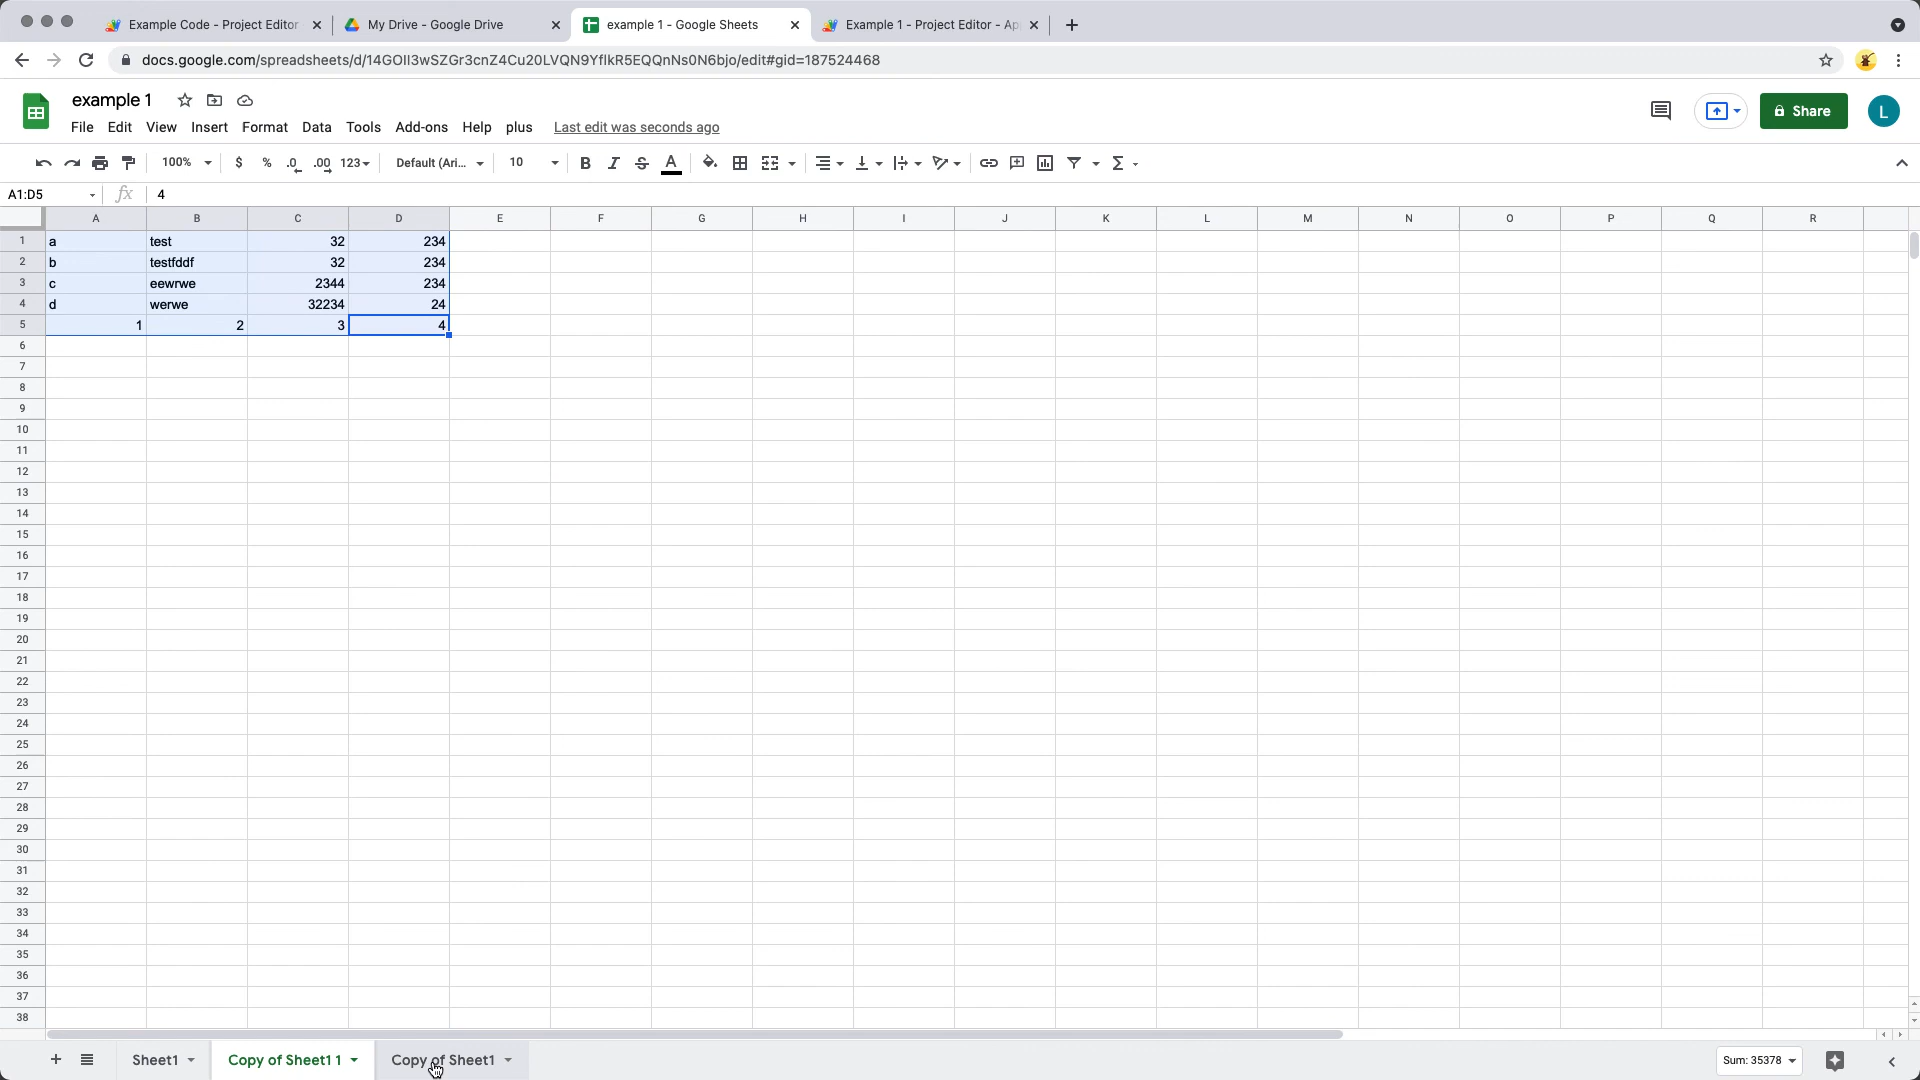 Example Code - Project Editor
My Drive - Google Drive
example 1 - Google Sheets
Example 1 - Project Editor - Ap
docs.google.com/spreadsheets/d/14GOII3wSZGr3cnZ4Cu20LVQN9YflkR5EQQnNs0N6bjo/edit#gid=187524468
example 1
File Edit View Insert Format Data Tools Add-ons Help plus Last edit was seconds ago
Share
L
100% $ % .0 .00 123 Default (Ari... 10 B I S A Σ
A1:D5 fx 4
A B C D E F G H I J K L M N O P Q R
1 a test 32 234
2 b testfddf 32 234
3 c eewrwe 2344 234
4 d werwe 32234 24
5 1 2 3 4
6
7
8
9
10
11
12
13
14
15
16
17
18
19
20
21
22
23
24
25
26
27
28
29
30
31
32
33
34
35
36
37
38
Sheet1 Copy of Sheet1 1 Copy of Sheet1 Sum: 35378